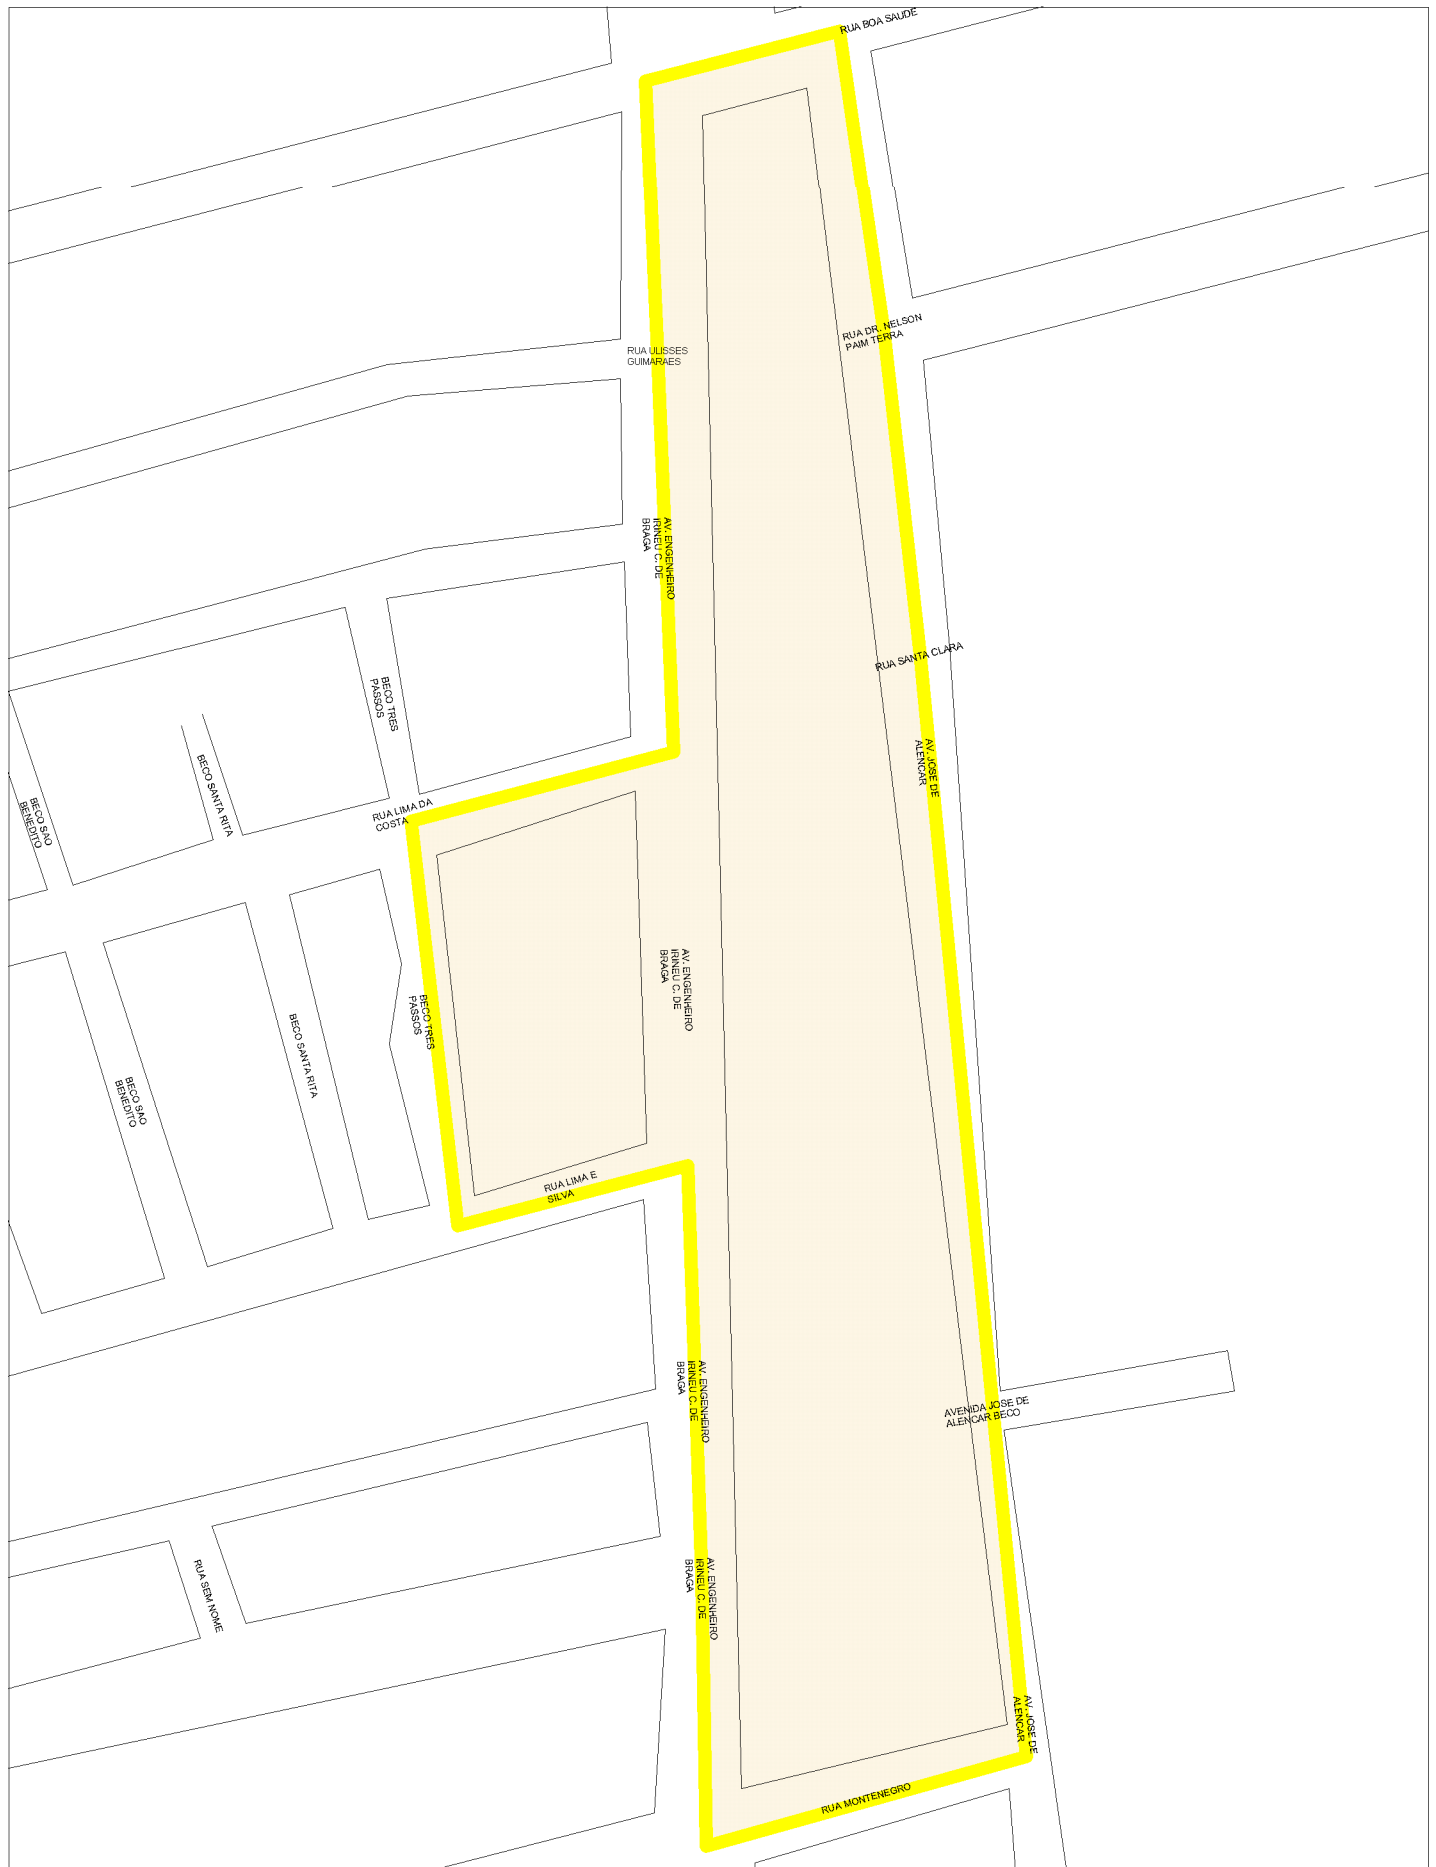 RUA BOA SAUDE
RUA DR. NELSON
PAIM TERRA
RUA ULISSES
GUIMARAES
AV. ENGENHEIRO
IRINEU C. DE
BRAGA
RUA SANTA CLARA
BECO TRES
PASSOS
AV. JOSE DE
ALENCAR
BECO SANTA RITA
BECO SAO
BENEDITO
RUA LIMA DA
COSTA
AV. ENGENHEIRO
IRINEU C. DE
BRAGA
BECO TRES
PASSOS
BECO SANTA RITA
BECO SAO
BENEDITO
RUA LIMA E
SILVA
AV. ENGENHEIRO
IRINEU C. DE
BRAGA
AVENIDA JOSE DE
ALENCAR BECO
AV. ENGENHEIRO
IRINEU C. DE
BRAGA
RUA SEM NOME
AV. JOSE DE
ALENCAR
RUA MONTENEGRO